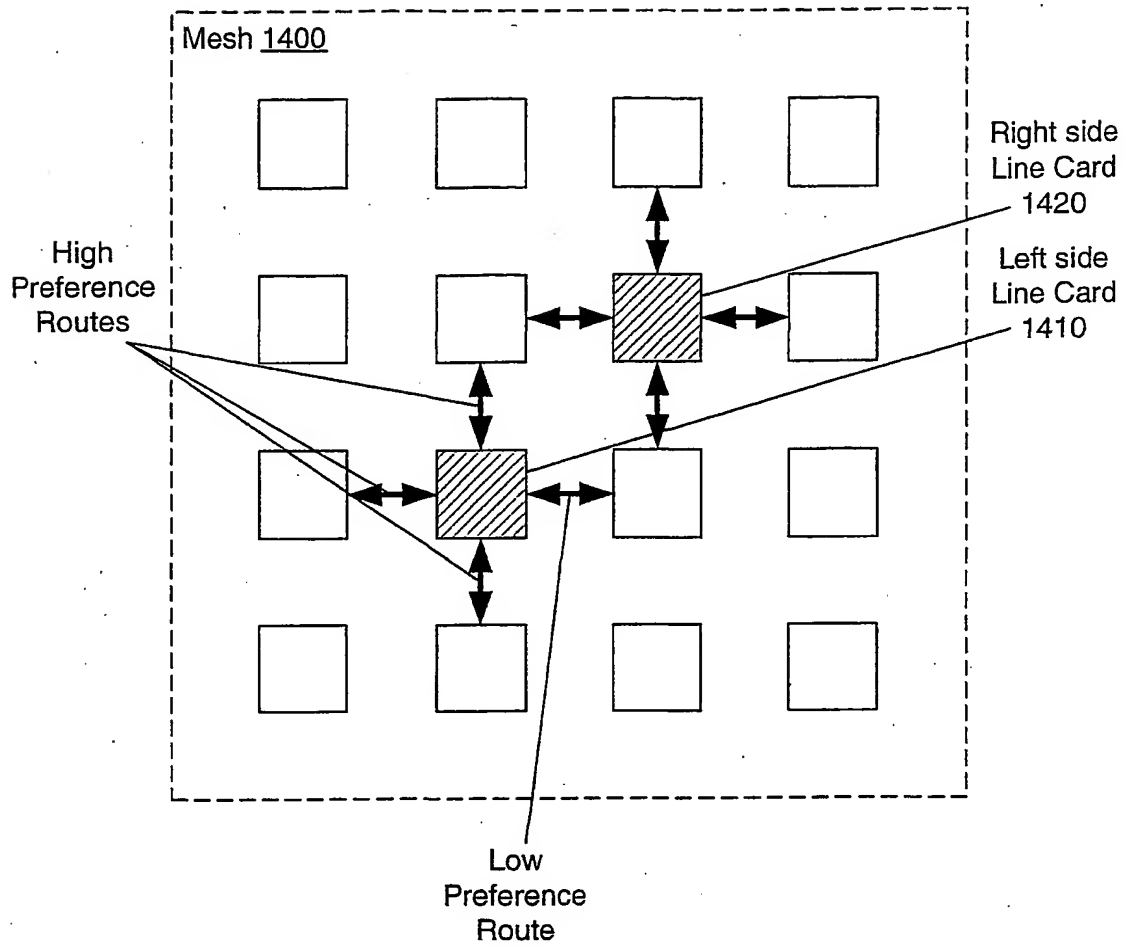 Mesh 1400
Right side
Line Card
1420
Left side
Line Card
1410
High
Preference
Routes
Low
Preference
Route